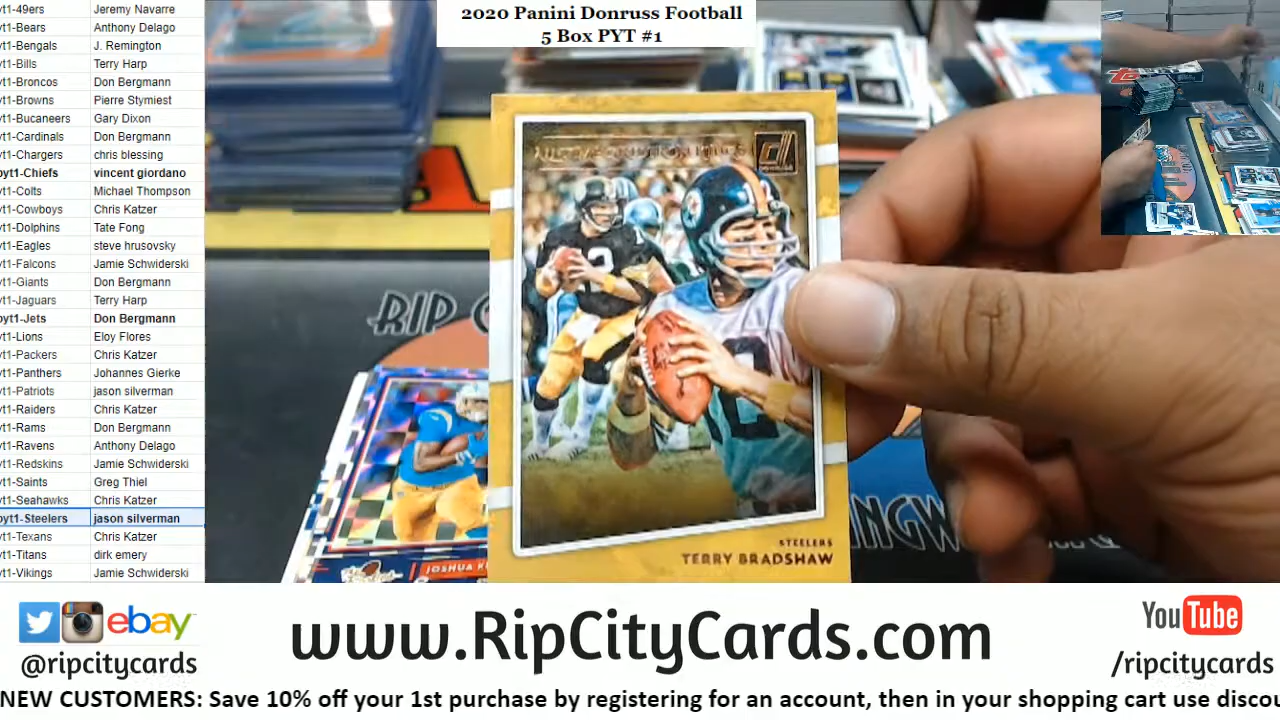 2020 Panini Donruss Football
5 Box PYT #1
yt1-49ers Jeremy Navarre
yt1-Bears Anthony Delago
yt1-Bengals J. Remington
yt1-Bills Terry Harp
yt1-Broncos Don Bergmann
yt1-Browns Pierre Stymiest
yt1-Bucaneers Gary Dixon
yt1-Cardinals Don Bergmann
yt1-Chargers chris blessing
pyt1-Chiefs vincent giordano
yt1-Colts Michael Thompson
yt1-Cowboys Chris Katzer
yt1-Dolphins Tate Fong
yt1-Eagles steve hrusovsky
yt1-Falcons Jamie Schwiderski
yt1-Giants Don Bergmann
yt1-Jaguars Terry Harp
pyt1-Jets Don Bergmann
yt1-Lions Eloy Flores
yt1-Packers Chris Katzer
yt1-Panthers Johannes Gierke
yt1-Patriots jason silverman
yt1-Raiders Chris Katzer
yt1-Rams Don Bergmann
yt1-Ravens Anthony Delago
yt1-Redskins Jamie Schwiderski
yt1-Saints Greg Thiel
yt1-Seahawks Chris Katzer
pyt1-Steelers jason silverman
yt1-Texans Chris Katzer
yt1-Titans dirk emery
yt1-Vikings Jamie Schwiderski
RIP C
STEELERS
TERRY BRADSHAW
JOSHUA K
NGW
ebay
@ripcitycards
www.RipCityCards.com
YouTube
/ripcitycards
NEW CUSTOMERS: Save 10% off your 1st purchase by registering for an account, then in your shopping cart use discou